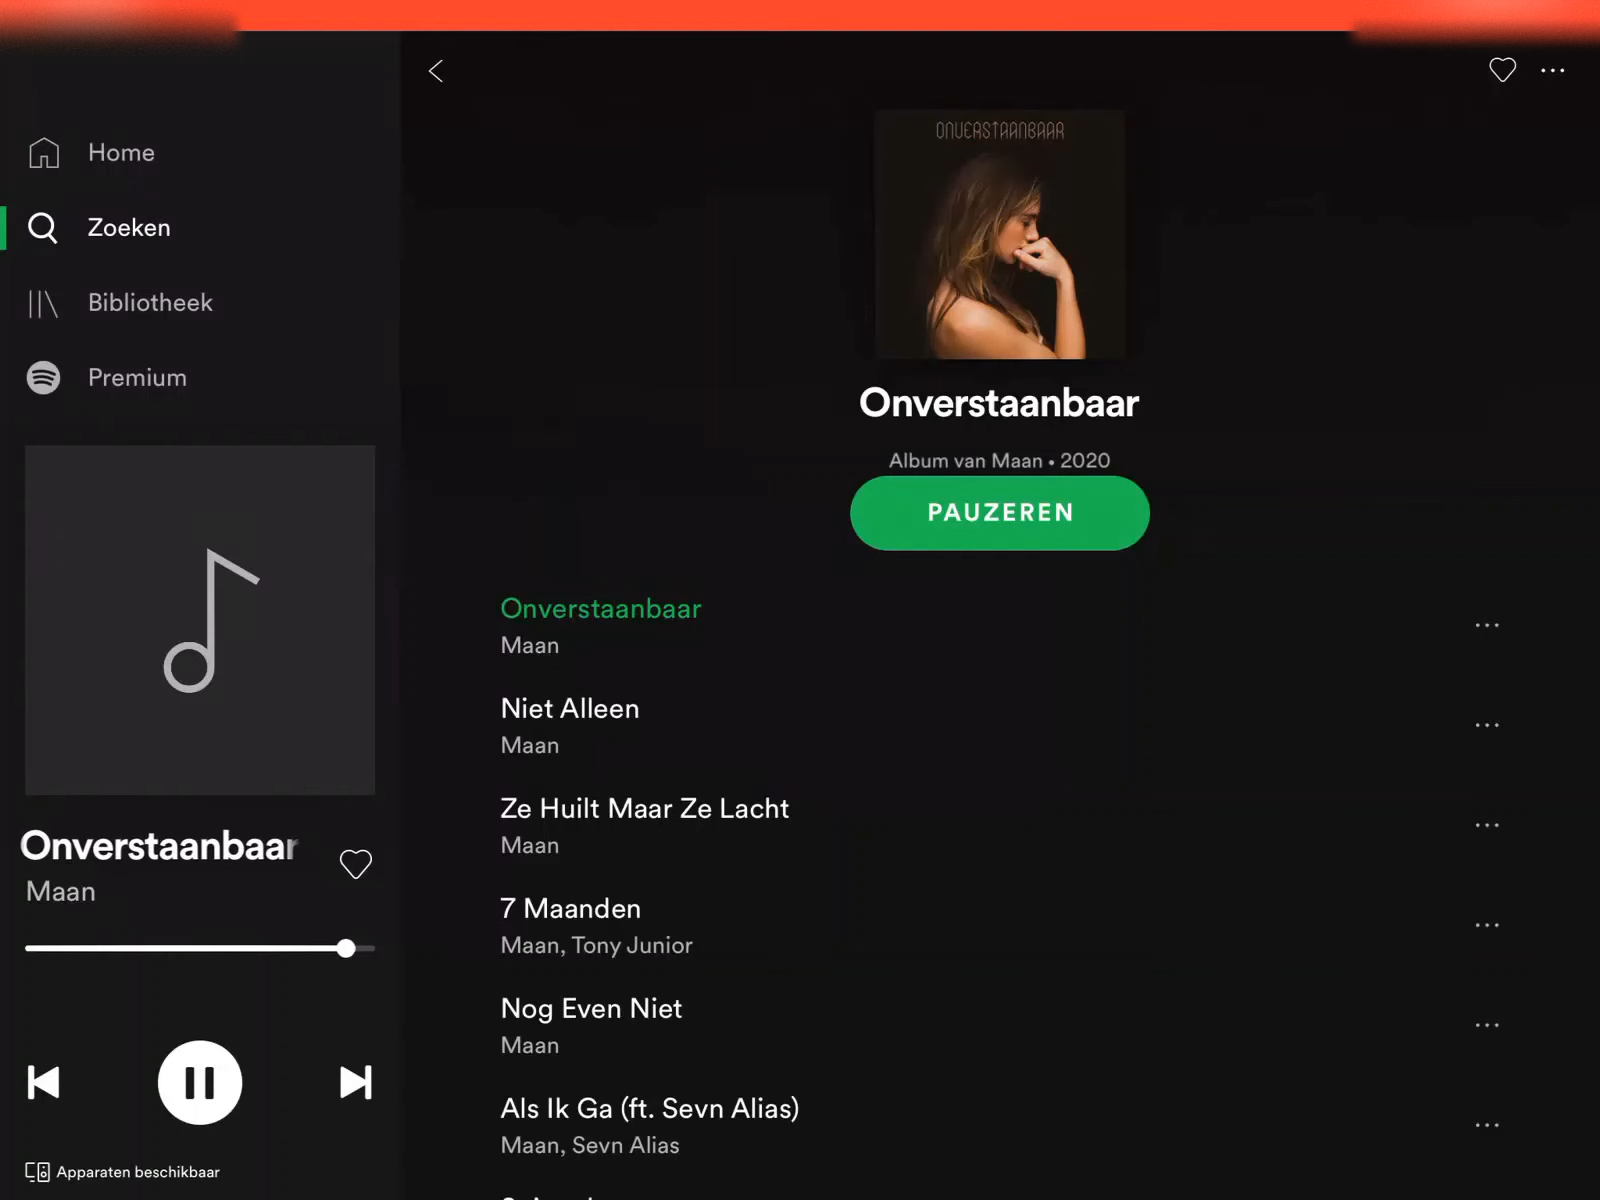 Home
Zoeken
Bibliotheek
Premium
Onverstaanbaar
Maan
Apparaten beschikbaar
ONVERSTAANBAAR
Onverstaanbaar
Album van Maan • 2020
PAUZEREN
Onverstaanbaar
Maan
Niet Alleen
Maan
Ze Huilt Maar Ze Lacht
Maan
7 Maanden
Maan, Tony Junior
Nog Even Niet
Maan
Als Ik Ga (ft. Sevn Alias)
Maan, Sevn Alias